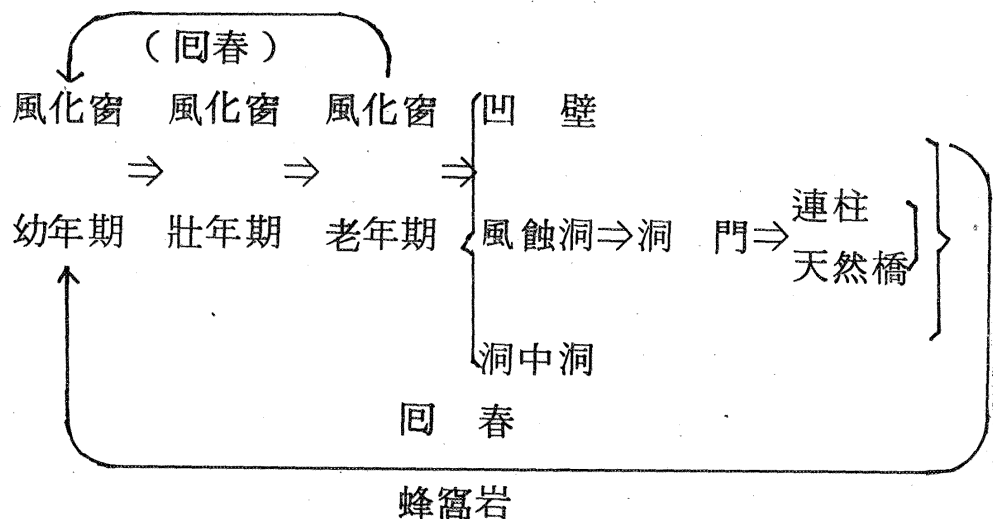 （囘春）
風化窗 風化窗 風化窗 凹 壁
⇒ ⇒ ⇒
幼年期 壯年期 老年期 風蝕洞⇒洞 門⇒連柱
天然橋
洞中洞
囘 春
蜂窩岩